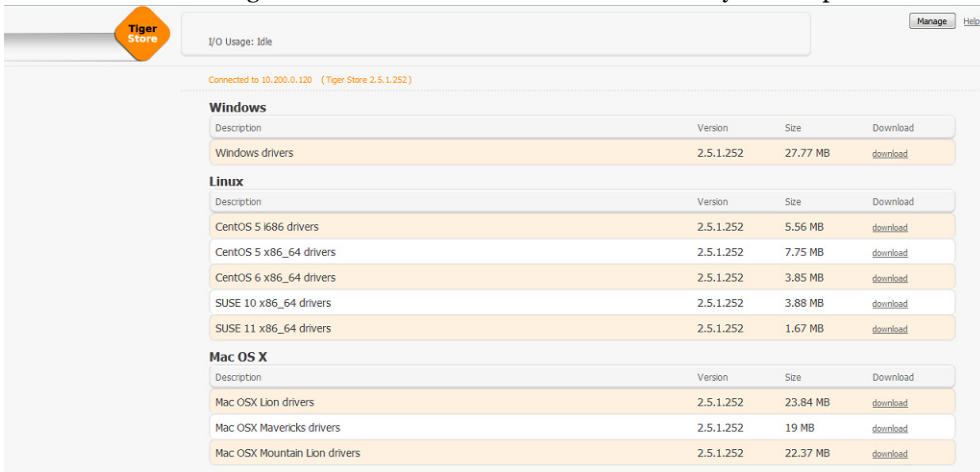 Tiger
Store
I/O Usage: Idle
Manage Help
Connected to 10.200.0.120 (Tiger Store 2.5.1.252)
Windows
Description Version Size Download
Windows drivers 2.5.1.252 27.77 MB download
Linux
Description Version Size Download
CentOS 5 i686 drivers 2.5.1.252 5.56 MB download
CentOS 5 x86_64 drivers 2.5.1.252 7.75 MB download
CentOS 6 x86_64 drivers 2.5.1.252 3.85 MB download
SUSE 10 x86_64 drivers 2.5.1.252 3.88 MB download
SUSE 11 x86_64 drivers 2.5.1.252 1.67 MB download
Mac OS X
Description Version Size Download
Mac OSX Lion drivers 2.5.1.252 23.84 MB download
Mac OSX Mavericks drivers 2.5.1.252 19 MB download
Mac OSX Mountain Lion drivers 2.5.1.252 22.37 MB download